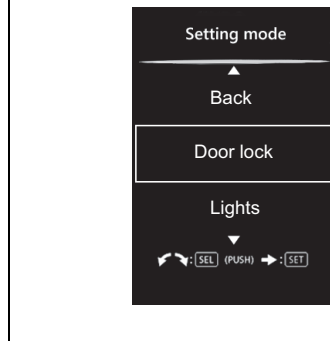 Setting mode
Back
Door lock
Lights
:SEL (PUSH) :SET